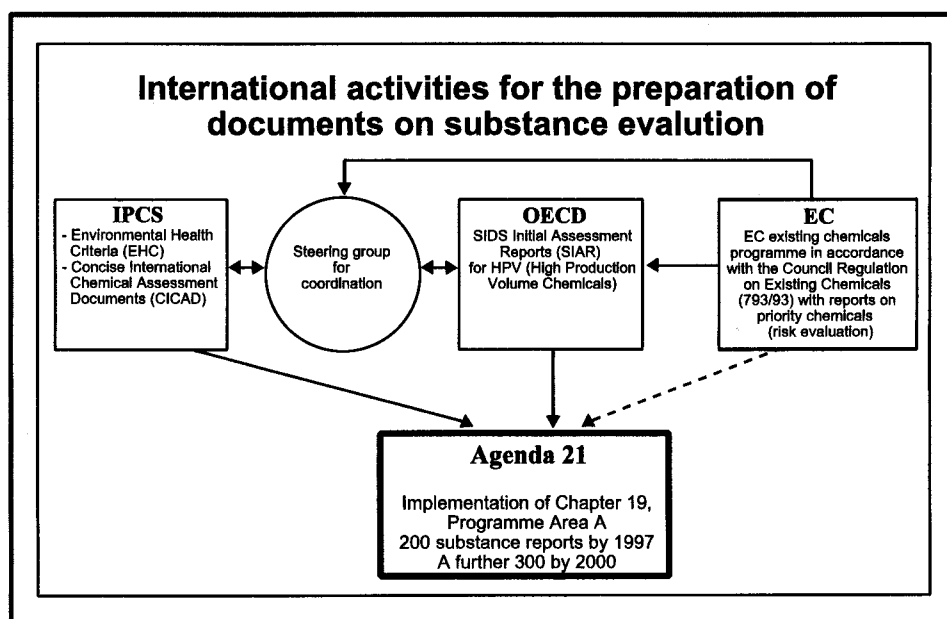 International activities for the preparation of
documents on substance evalution
IPCS
- Environmental Health
Criteria (EHC)
- Concise International
Chemical Assessment
Documents (CICAD)
Steering group
for
coordination
OECD
SIDS Initial Assessment
Reports (SIAR)
for HPV (High Production
Volume Chemicals)
EC
EC existing chemicals
programme in accordance
with the Council Regulation
on Existing Chemicals
(793/93) with reports on
priority chemicals
(risk evaluation)
Agenda 21
Implementation of Chapter 19,
Programme Area A
200 substance reports by 1997
A further 300 by 2000